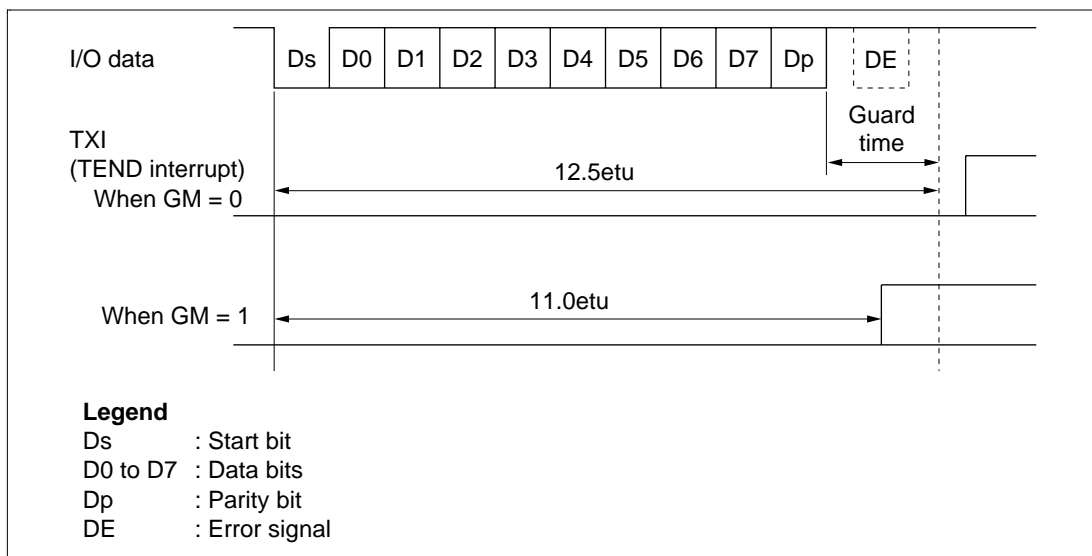 I/O data
Ds D0 D1 D2 D3 D4 D5 D6 D7 Dp DE
Guard
time
TXI
(TEND interrupt)
When GM = 0
12.5etu
When GM = 1
11.0etu
Legend
Ds : Start bit
D0 to D7 : Data bits
Dp : Parity bit
DE : Error signal